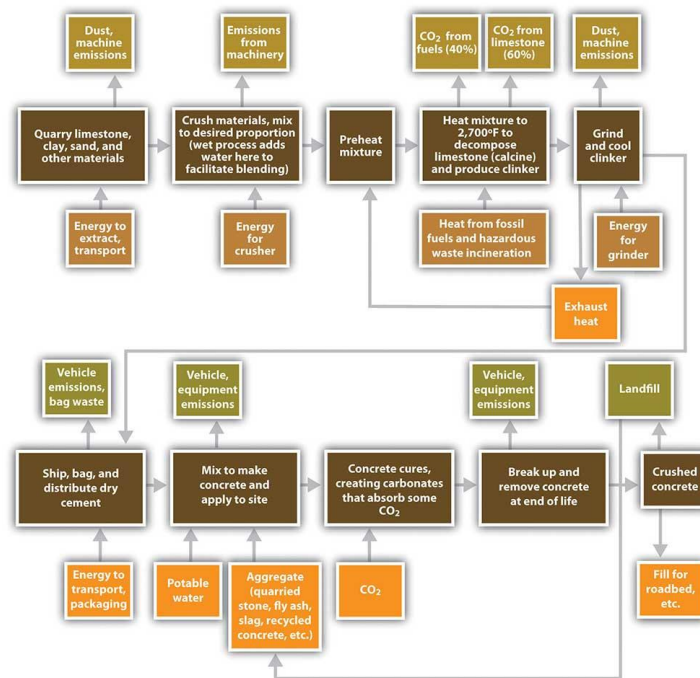 Dust, machine
emissions
Emissions
from
machinery
CO₂ from
fuels (40%)
CO₂ from
limestone
(60%)
Dust, machine
emissions
Quarry limestone,
clay, sand, and
other materials
Crush materials, mix
to desired proportion
(wet process adds
water here to
facilitate blending)
Preheat
mixture
Heat mixture to
2,700°F to
decompose
limestone (calcine)
and produce clinker
Grind
and cool
clinker
Energy to
extract,
transport
Energy
for
crusher
Heat from fossil
fuels and hazardous
waste incineration
Energy
for
grinder
Exhaust
heat
Vehicle
emissions,
bag waste
Vehicle,
equipment
emissions
Vehicle,
equipment
emissions
Landfill
Ship, bag, and
distribute dry
cement
Mix to make
concrete and
apply to site
Concrete cures,
creating carbonates
that absorb some
CO₂
Break up and
remove concrete
at end of life
Crushed
concrete
Energy to
transport,
packaging
Potable
water
Aggregate
(quarried
stone, fly ash,
slag, recycled
concrete, etc.)
CO₂
Fill for
roadbed,
etc.